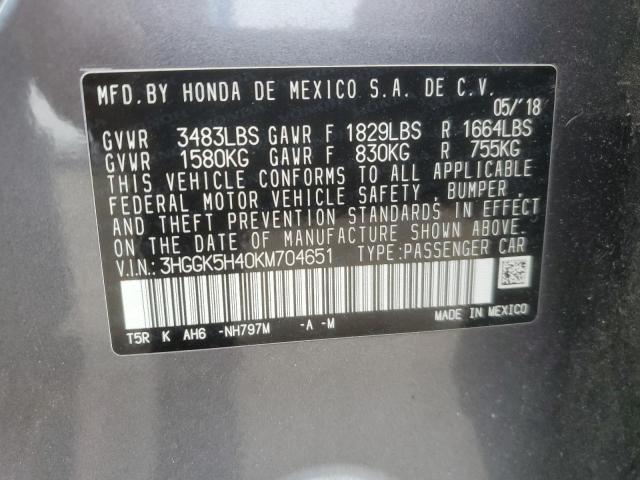 MFD. BY HONDA DE MEXICO S.A. DE C.V.
05/'18
GVWR 3483LBS GAWR F 1829LBS R 1664LBS
GVWR 1580KG GAWR F 830KG R 755KG
THIS VEHICLE CONFORMS TO ALL APPLICABLE
FEDERAL MOTOR VEHICLE SAFETY, BUMPER,
AND THEFT PREVENTION STANDARDS IN EFFECT
ON THE DATE OF MANUFACTURE SHOWN ABOVE.
V.I.N.: 3HGGK5H40KM704651 TYPE:PASSENGER CAR
T5R K AH6 -NH797M -A -M MADE IN MEXICO